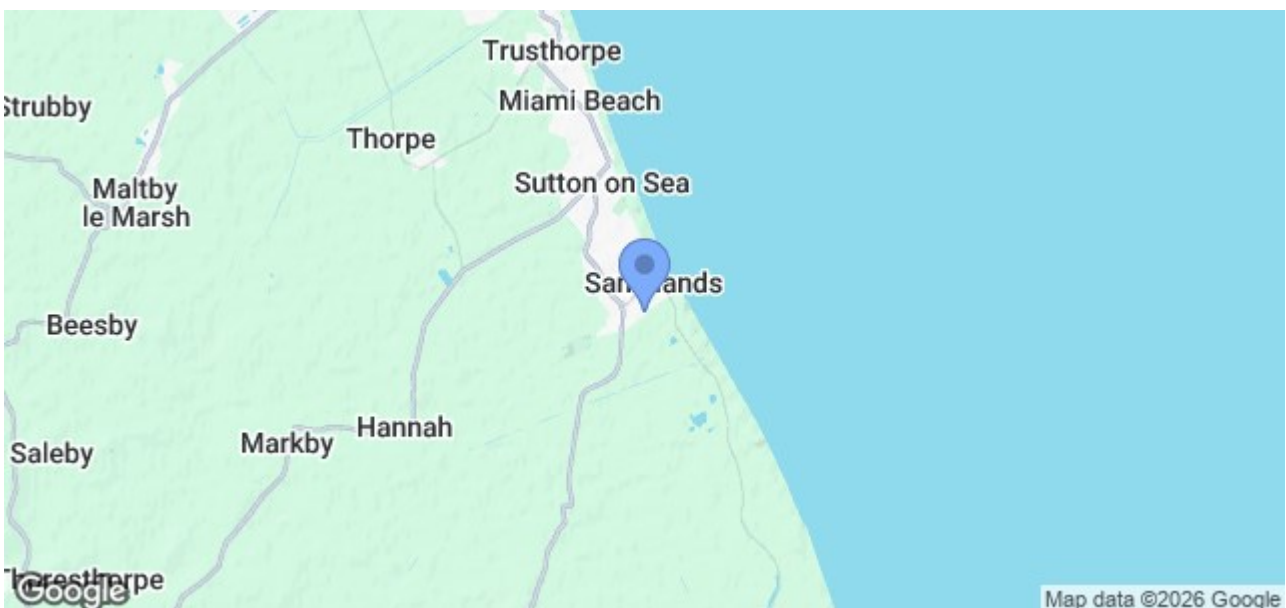 Trusthorpe
Miami Beach
Strubby
Thorpe
Sutton on Sea
Maltby
le Marsh
Beesby
Hannah
Markby
Saleby
Google
Map data ©2026 Google